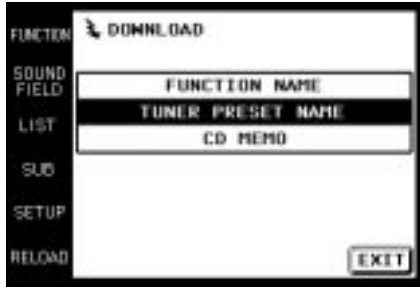 FUNCTION
SOUND
FIELD
LIST
SUB
SETUP
RELOAD
DOWNLOAD
FUNCTION NAME
TUNER PRESET NAME
CD MEMO
EXIT